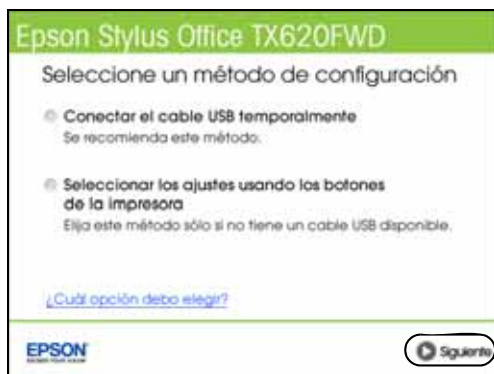 Epson Stylus Office TX620FWD
Seleccione un método de configuración
Conectar el cable USB temporalmente
Se recomienda este método.
Seleccionar los ajustes usando los botones
de la impresora
Elija este método sólo si no tiene un cable USB disponible.
¿Cuál opción debo elegir?
EPSON
Siguiente